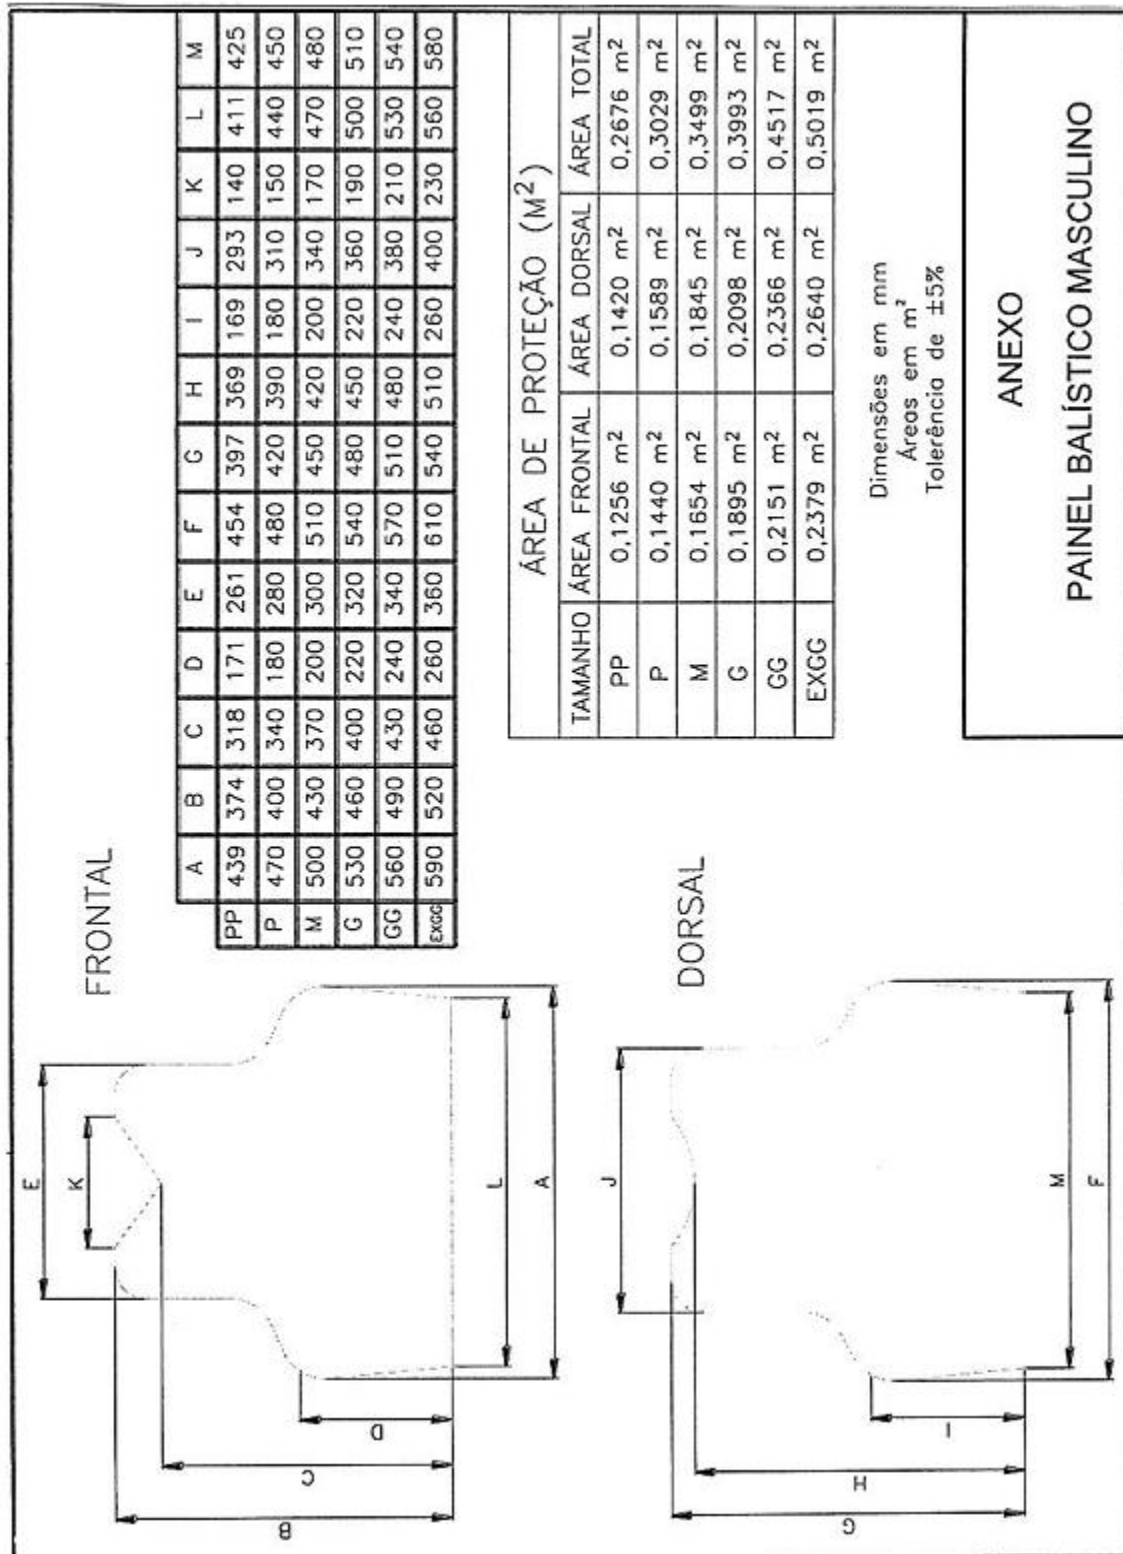 FRONTAL
E
K
L
A
B
C
D
A B C D E F G H I J K L M
PP 439 374 318 171 261 454 397 369 169 293 140 411 425
P 470 400 340 180 280 480 420 390 180 310 150 440 450
M 500 430 370 200 300 510 450 420 200 340 170 470 480
G 530 460 400 220 320 540 480 450 220 360 190 500 510
GG 560 490 430 240 340 570 510 480 240 380 210 530 540
EXGG 590 520 460 260 360 610 540 510 260 400 230 560 580
DORSAL
J
M
F
G
H
I
ÁREA DE PROTEÇÃO (M²)
TAMANHO ÁREA FRONTAL ÁREA DORSAL ÁREA TOTAL
PP 0,1256 m² 0,1420 m² 0,2676 m²
P 0,1440 m² 0,1589 m² 0,3029 m²
M 0,1654 m² 0,1845 m² 0,3499 m²
G 0,1895 m² 0,2098 m² 0,3993 m²
GG 0,2151 m² 0,2366 m² 0,4517 m²
EXGG 0,2379 m² 0,2640 m² 0,5019 m²
Dimensões em mm
Áreas em m²
Tolerência de ±5%
ANEXO
PAINEL BALÍSTICO MASCULINO